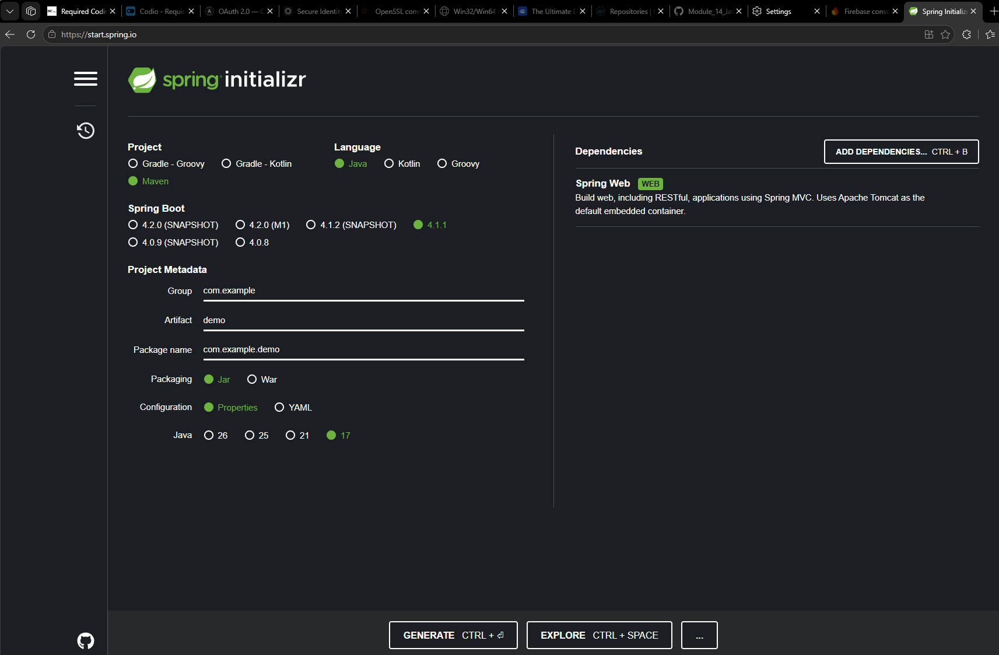 Required Codin
Codio - Requir
OAuth 2.0 — C
Secure Identity
OpenSSL com
Win32/Win64
The Ultimate D
Repositories |
Module_14_Ja
Settings
Firebase conso
Spring Initializ
https://start.spring.io
spring initializr
Project
Language
Gradle - Groovy
Gradle - Kotlin
Java
Kotlin
Groovy
Maven
Spring Boot
4.2.0 (SNAPSHOT)
4.2.0 (M1)
4.1.2 (SNAPSHOT)
4.1.1
4.0.9 (SNAPSHOT)
4.0.8
Project Metadata
Group com.example
Artifact demo
Package name com.example.demo
Packaging Jar War
Configuration Properties YAML
Java 26 25 21 17
Dependencies
ADD DEPENDENCIES... CTRL + B
Spring Web WEB
Build web, including RESTful, applications using Spring MVC. Uses Apache Tomcat as the
default embedded container.
GENERATE CTRL + ⏎
EXPLORE CTRL + SPACE
...